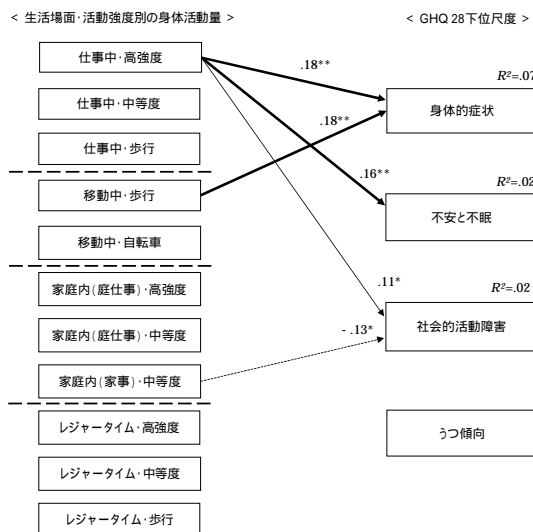 < 生活場面･活動強度別の身体活動量 >
< GHQ 28下位尺度 >
仕事中･高強度
仕事中･中等度
仕事中･歩行
移動中･歩行
移動中･自転車
家庭内(庭仕事)･高強度
家庭内(庭仕事)･中等度
家庭内(家事)･中等度
レジャータイム･高強度
レジャータイム･中等度
レジャータイム･歩行
.18**
.18**
.16**
.11*
- .13*
R²=.07
身体的症状
R²=.02
不安と不眠
R²=.02
社会的活動障害
うつ傾向